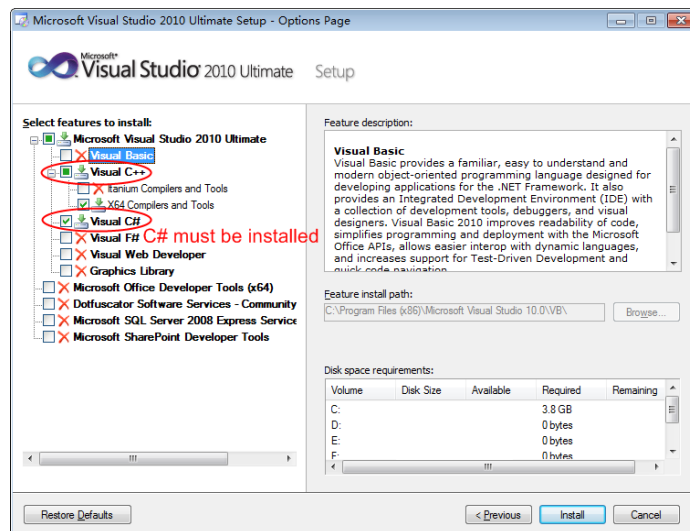 Microsoft Visual Studio 2010 Ultimate Setup - Options Page
Microsoft®
Visual Studio 2010 Ultimate Setup
Select features to install:
Microsoft Visual Studio 2010 Ultimate
Visual Basic
Visual C++
Itanium Compilers and Tools
X64 Compilers and Tools
Visual C#
Visual F# C# must be installed
Visual Web Developer
Graphics Library
Microsoft Office Developer Tools (x64)
Dotfuscator Software Services - Community
Microsoft SQL Server 2008 Express Service
Microsoft SharePoint Developer Tools
Feature description:
Visual Basic
Visual Basic provides a familiar, easy to understand and
modern object-oriented programming language designed for
developing applications for the .NET Framework. It also
provides an Integrated Development Environment (IDE) with
a collection of development tools, debuggers, and visual
designers. Visual Basic 2010 improves readability of code,
simplifies programming and deployment with the Microsoft
Office APIs, allows easier interop with dynamic languages,
and increases support for Test-Driven Development and
quick code navigation
Feature install path:
C:\Program Files (x86)\Microsoft Visual Studio 10.0\VB\ Browse...
Disk space requirements:
Volume Disk Size Available Required Remaining
C: 3.8 GB
D: 0 bytes
E: 0 bytes
F: 0 bytes
Restore Defaults < Previous Install Cancel